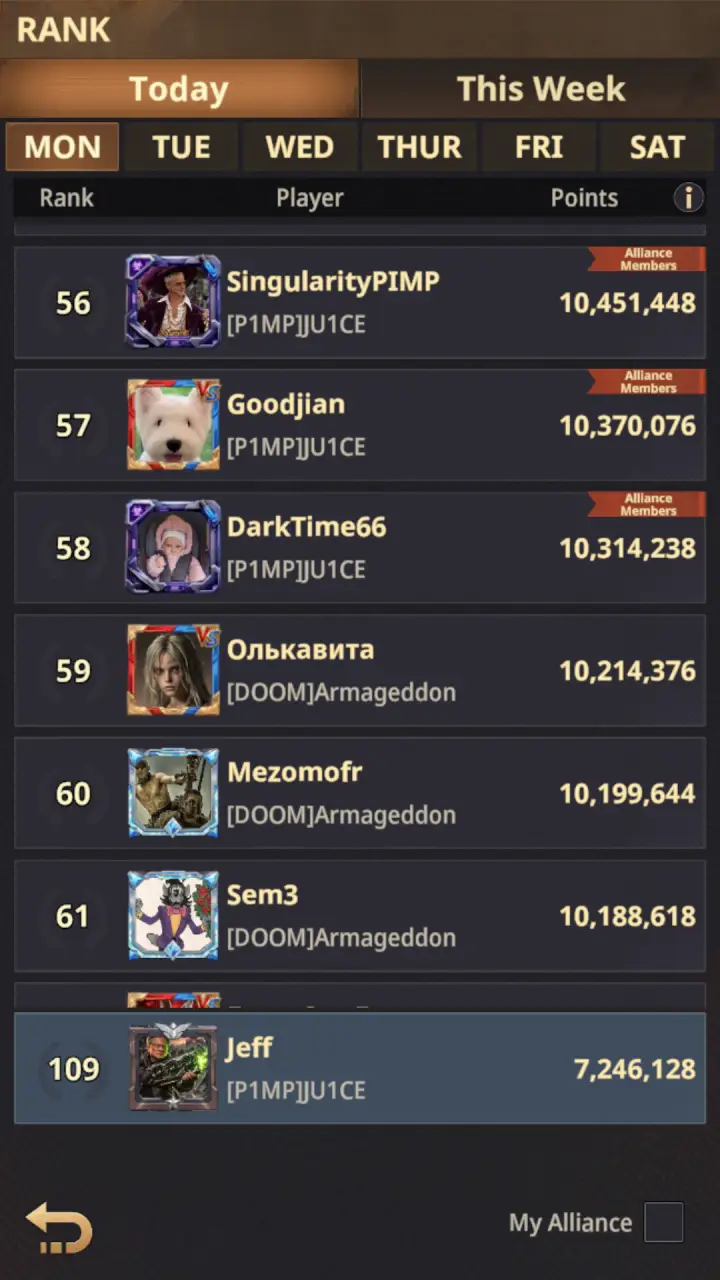 RANK
Today
This Week
MON
TUE
WED
THUR
FRI
SAT
Rank
Player
Points
i
Alliance
Members
56
SingularityPIMP
[P1MP]JU1CE
10,451,448
Alliance
Members
57
VS
Goodjian
[P1MP]JU1CE
10,370,076
Alliance
Members
58
DarkTime66
[P1MP]JU1CE
10,314,238
59
VS
Олькавита
[DOOM]Armageddon
10,214,376
60
Mezomofr
[DOOM]Armageddon
10,199,644
61
Sem3
[DOOM]Armageddon
10,188,618
109
Jeff
[P1MP]JU1CE
7,246,128
My Alliance